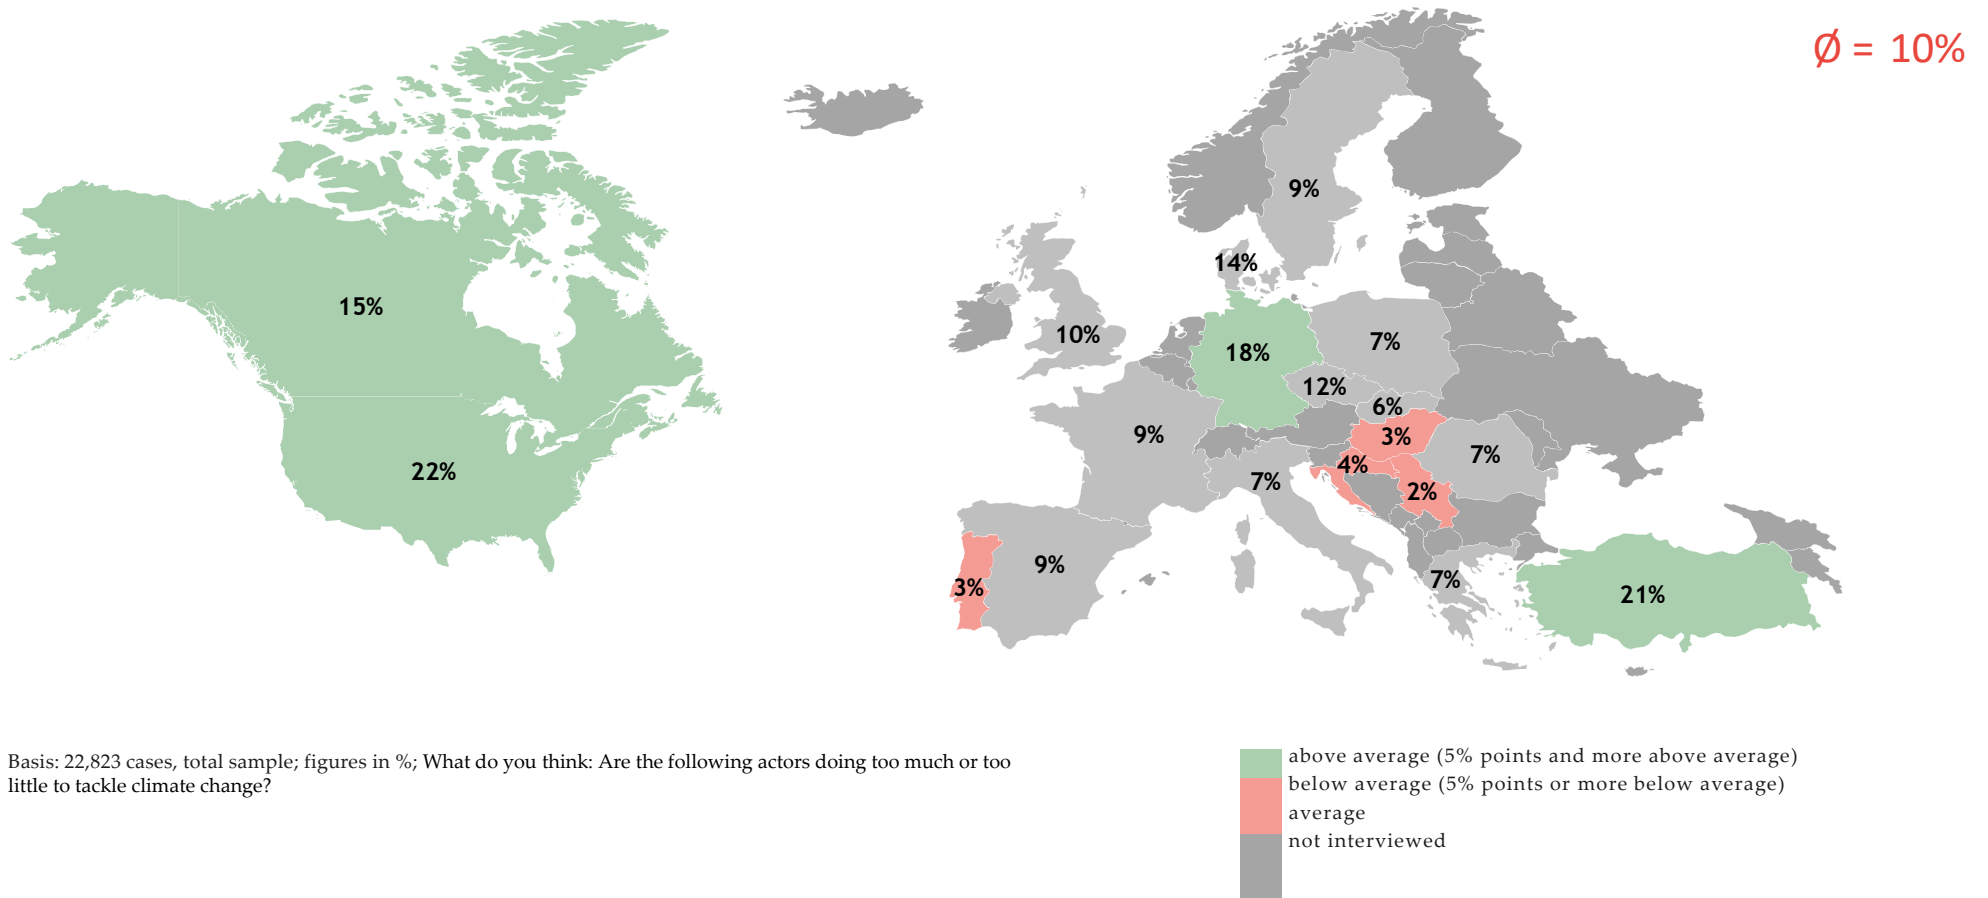 Ø = 10%
9%
14%
15%
10%
18%
7%
12%
6%
9%
3%
7%
4%
22%
7%
2%
9%
7%
3%
21%
Basis: 22,823 cases, total sample; figures in %; What do you think: Are the following actors doing too much or too
little to tackle climate change?
above average (5% points and more above average)
below average (5% points or more below average)
average
not interviewed